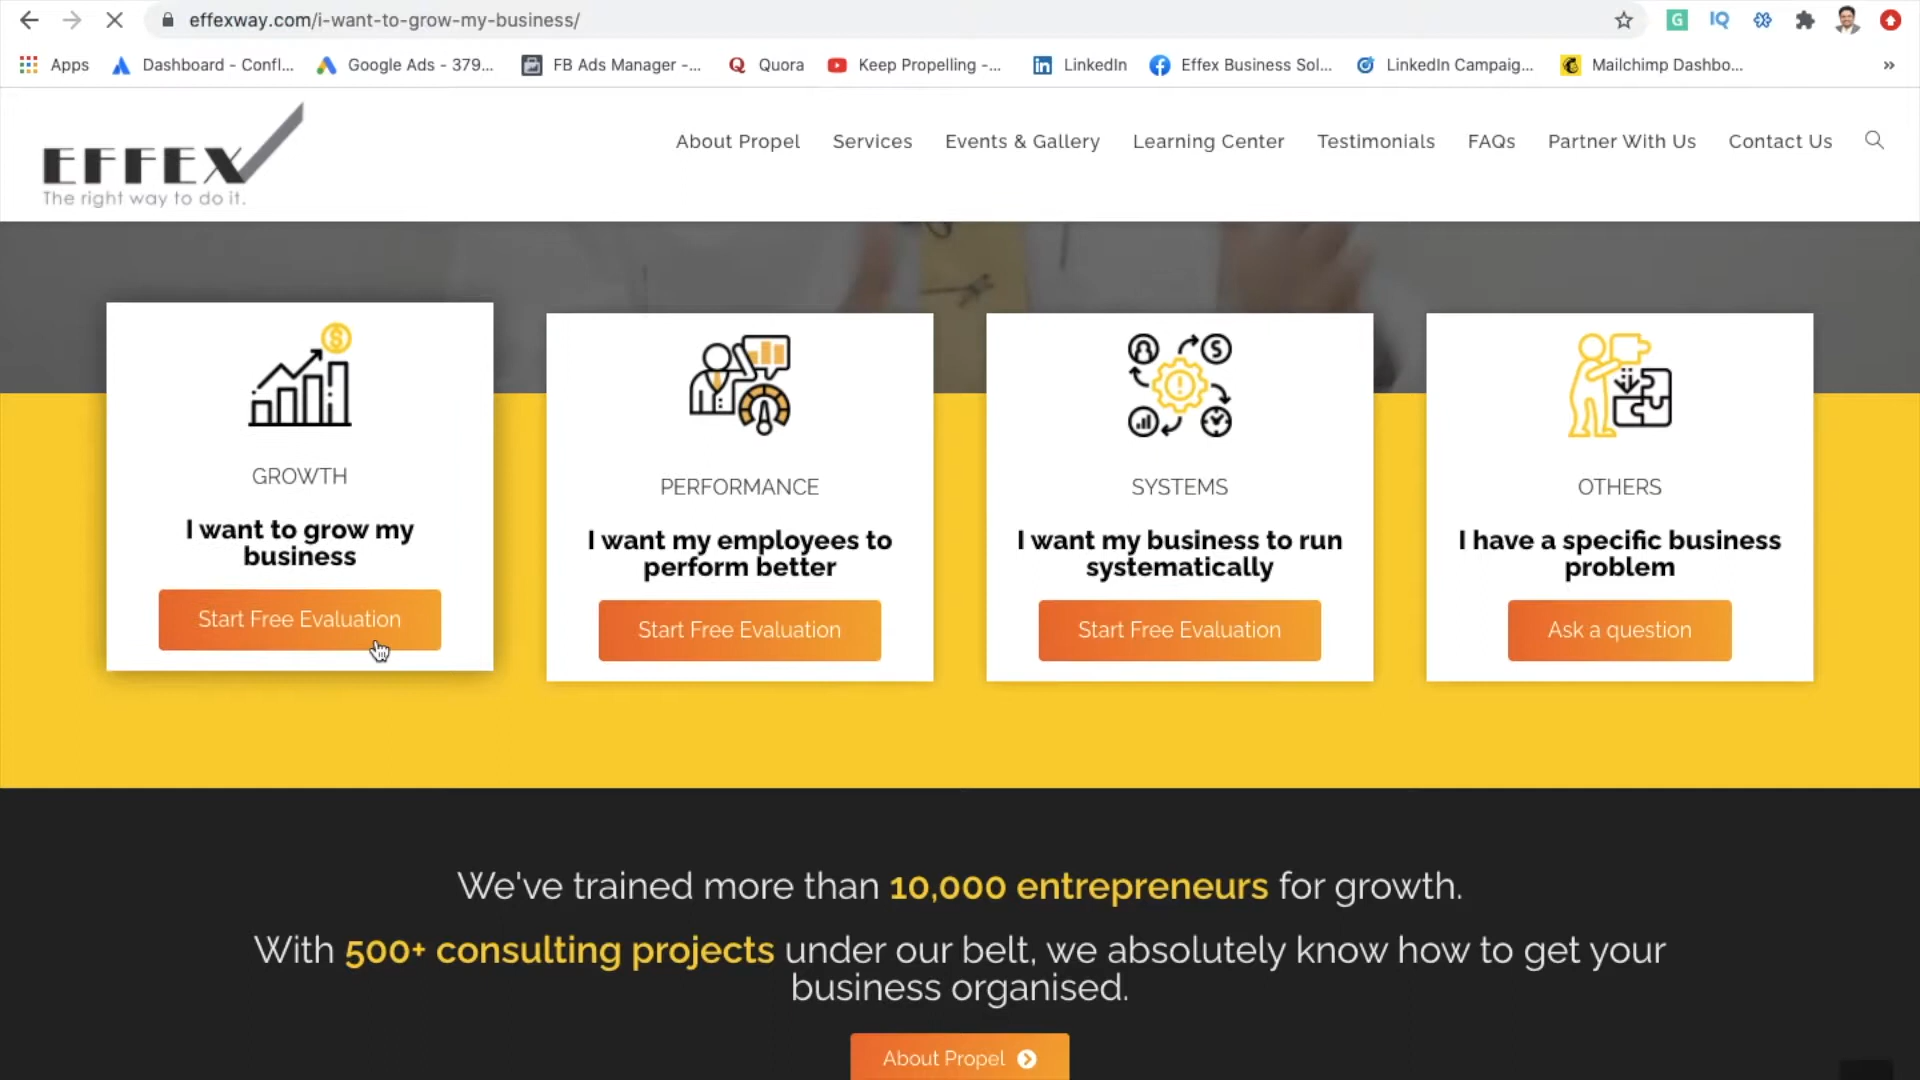 effexway.com/i-want-to-grow-my-business/
G IQ
Apps Dashboard - Confl... Google Ads - 379... FB Ads Manager -... Quora Keep Propelling -... LinkedIn Effex Business Sol... LinkedIn Campaig... Mailchimp Dashbo... »
EFFEX
The right way to do it.
About Propel Services Events & Gallery Learning Center Testimonials FAQs Partner With Us Contact Us
GROWTH
I want to grow my
business
Start Free Evaluation
PERFORMANCE
I want my employees to
perform better
Start Free Evaluation
SYSTEMS
I want my business to run
systematically
Start Free Evaluation
OTHERS
I have a specific business
problem
Ask a question
We've trained more than 10,000 entrepreneurs for growth.
With 500+ consulting projects under our belt, we absolutely know how to get your
business organised.
About Propel